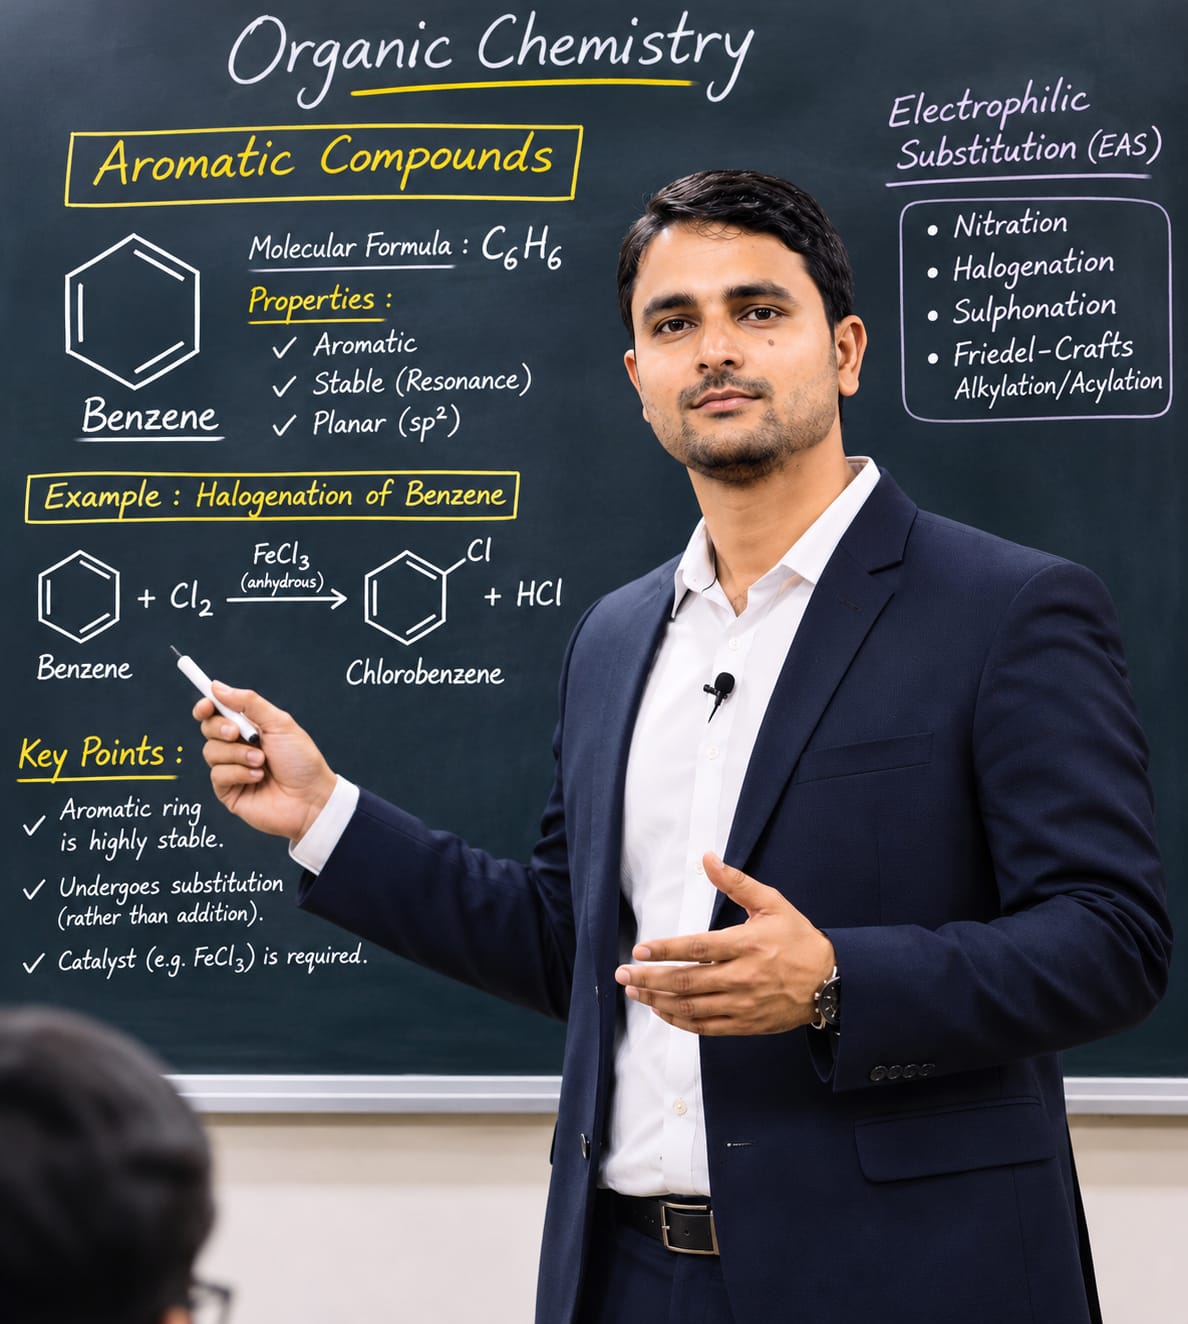 Organic Chemistry
Aromatic Compounds
Benzene
Molecular Formula : C₆H₆
Properties :
✓ Aromatic
✓ Stable (Resonance)
✓ Planar (sp²)
Electrophilic
Substitution (EAS)
• Nitration
• Halogenation
• Sulphonation
• Friedel-Crafts
Alkylation/Acylation
Example : Halogenation of Benzene
FeCl₃
(anhydrous)
+ Cl₂ → Cl + HCl
Benzene
Chlorobenzene
Key Points :
✓ Aromatic ring
is highly stable.
✓ Undergoes substitution
(rather than addition).
✓ Catalyst (e.g. FeCl₃) is required.